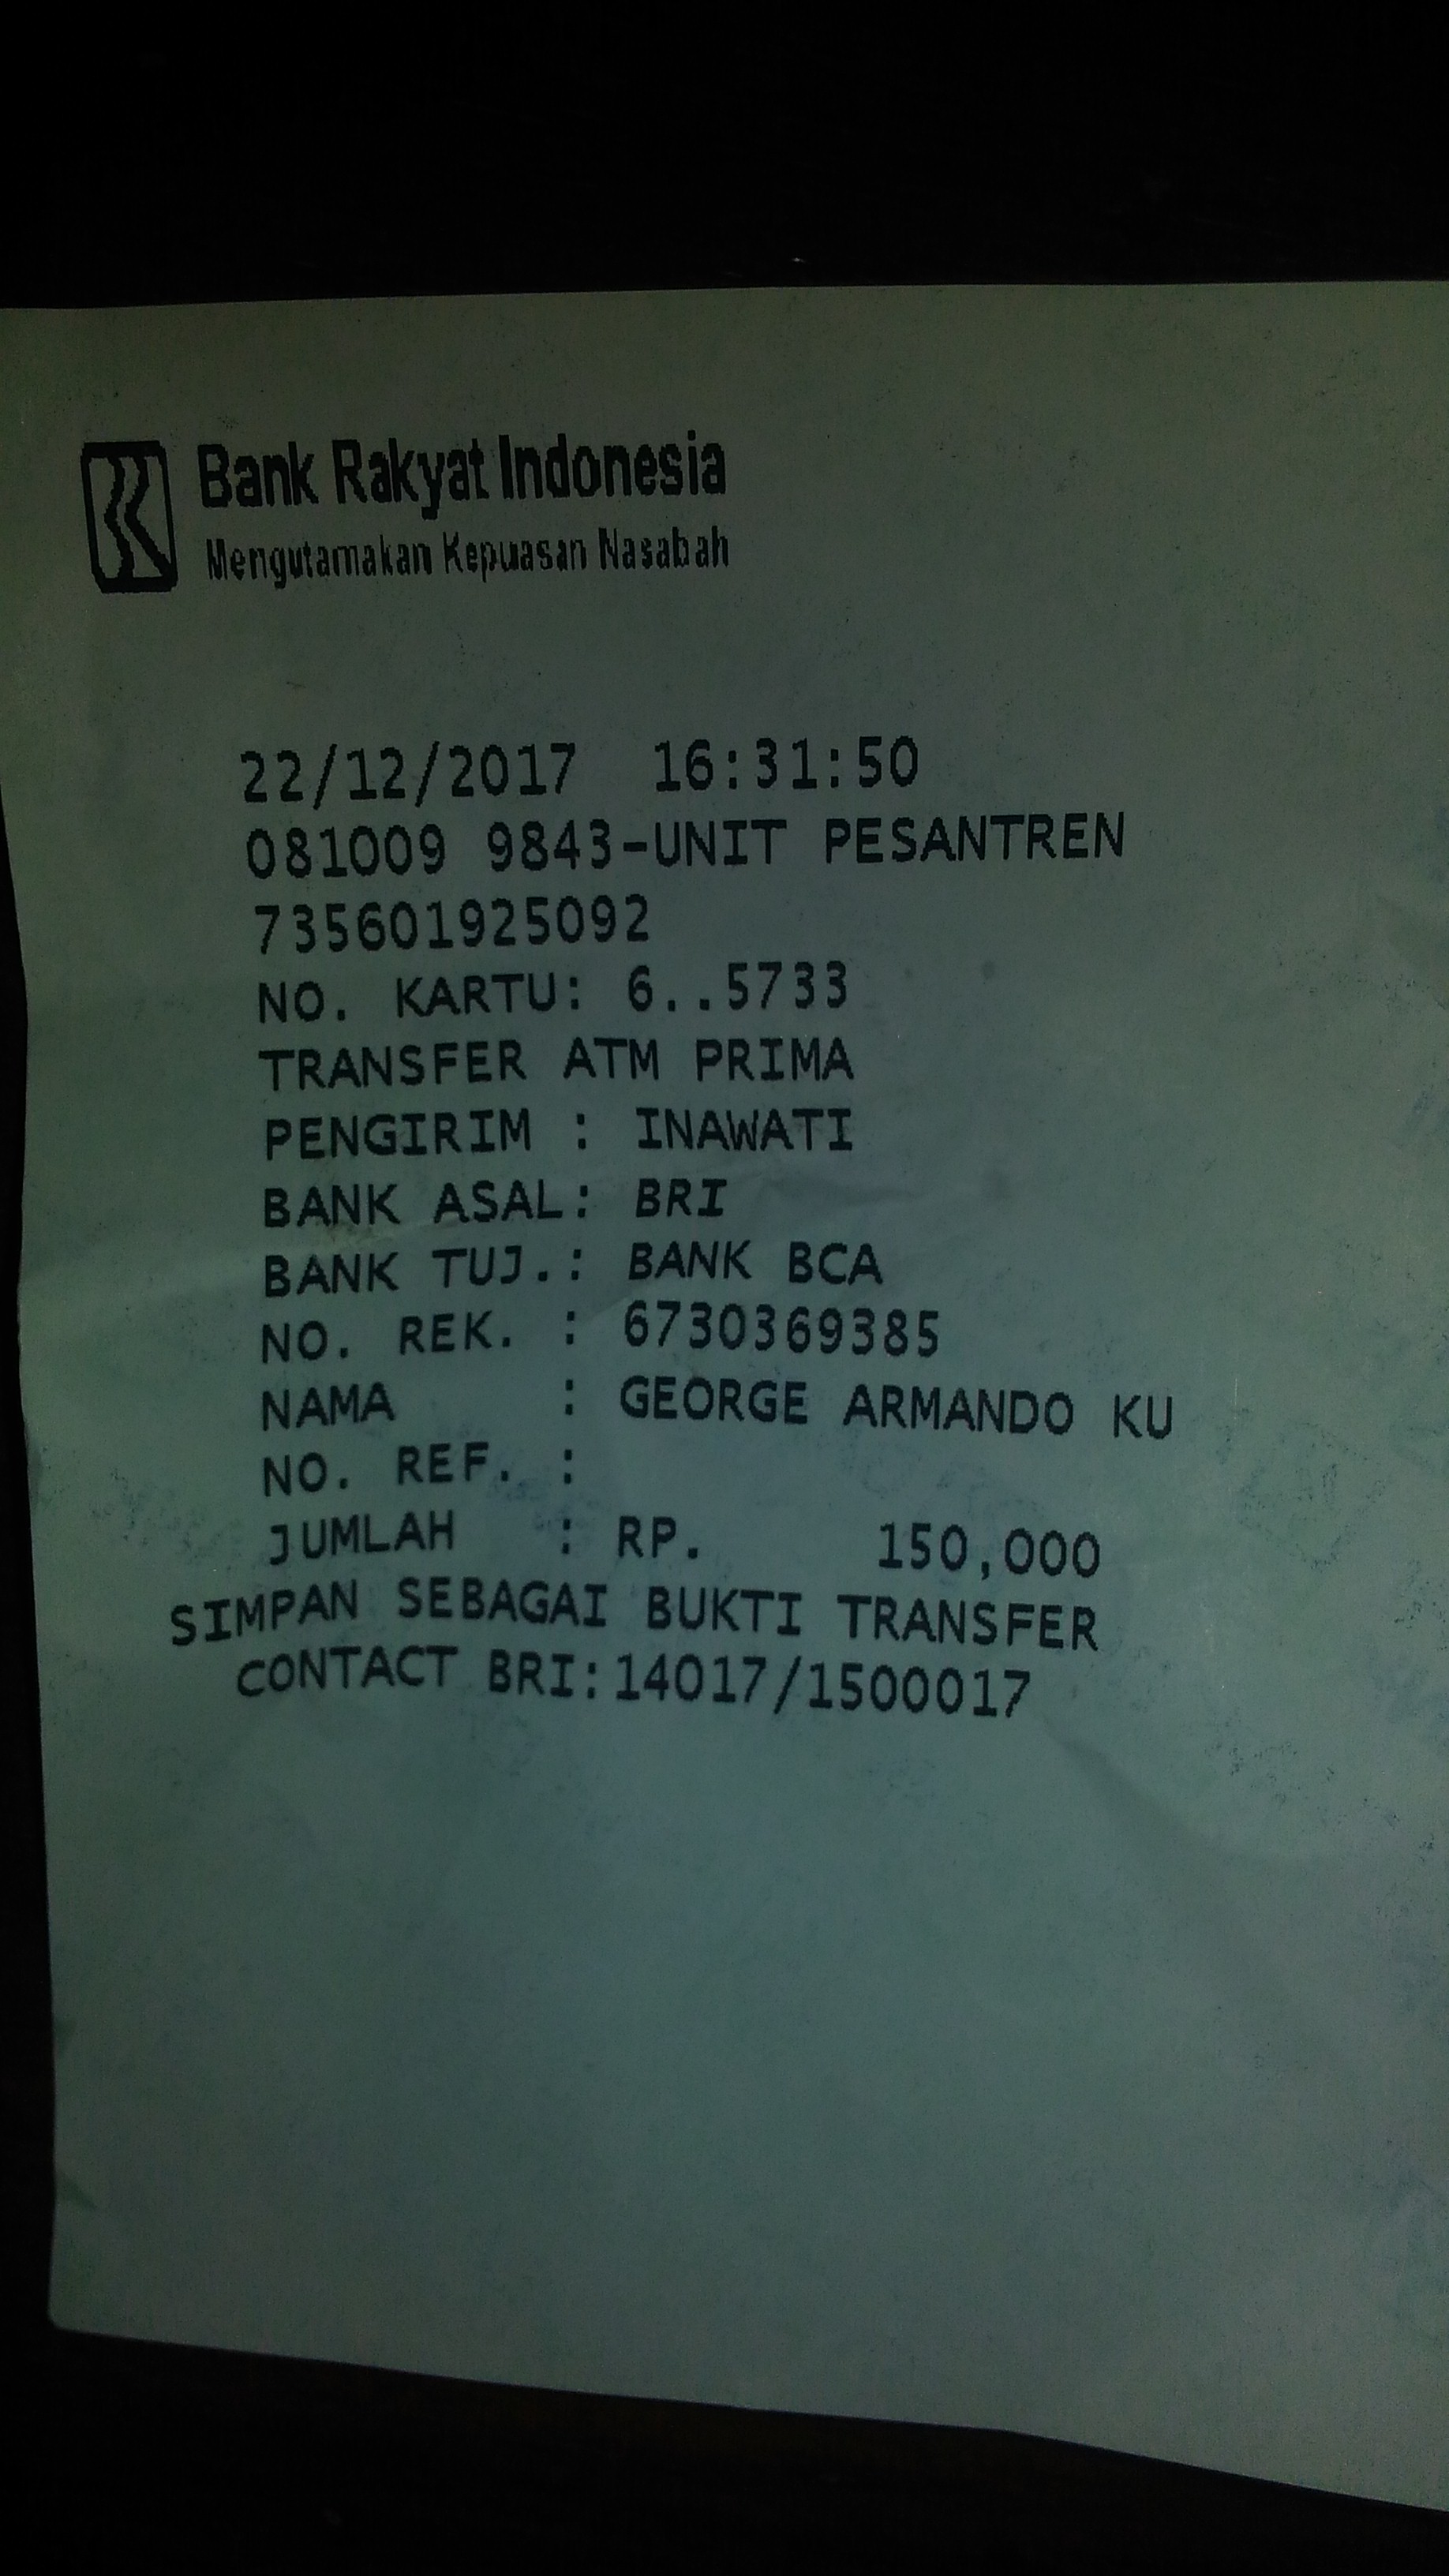 Bank Rakyat Indonesia
Mengutamakan Kepuasan Nasabah
22/12/2017 16:31:50
081009 9843-UNIT PESANTREN
735601925092
NO. KARTU: 6..5733
TRANSFER ATM PRIMA
PENGIRIM : INAWATI
BANK ASAL: BRI
BANK TUJ.: BANK BCA
NO. REK. : 6730369385
NAMA : GEORGE ARMANDO KU
NO. REF. :
JUMLAH : RP. 150,000
SIMPAN SEBAGAI BUKTI TRANSFER
CONTACT BRI:14017/1500017